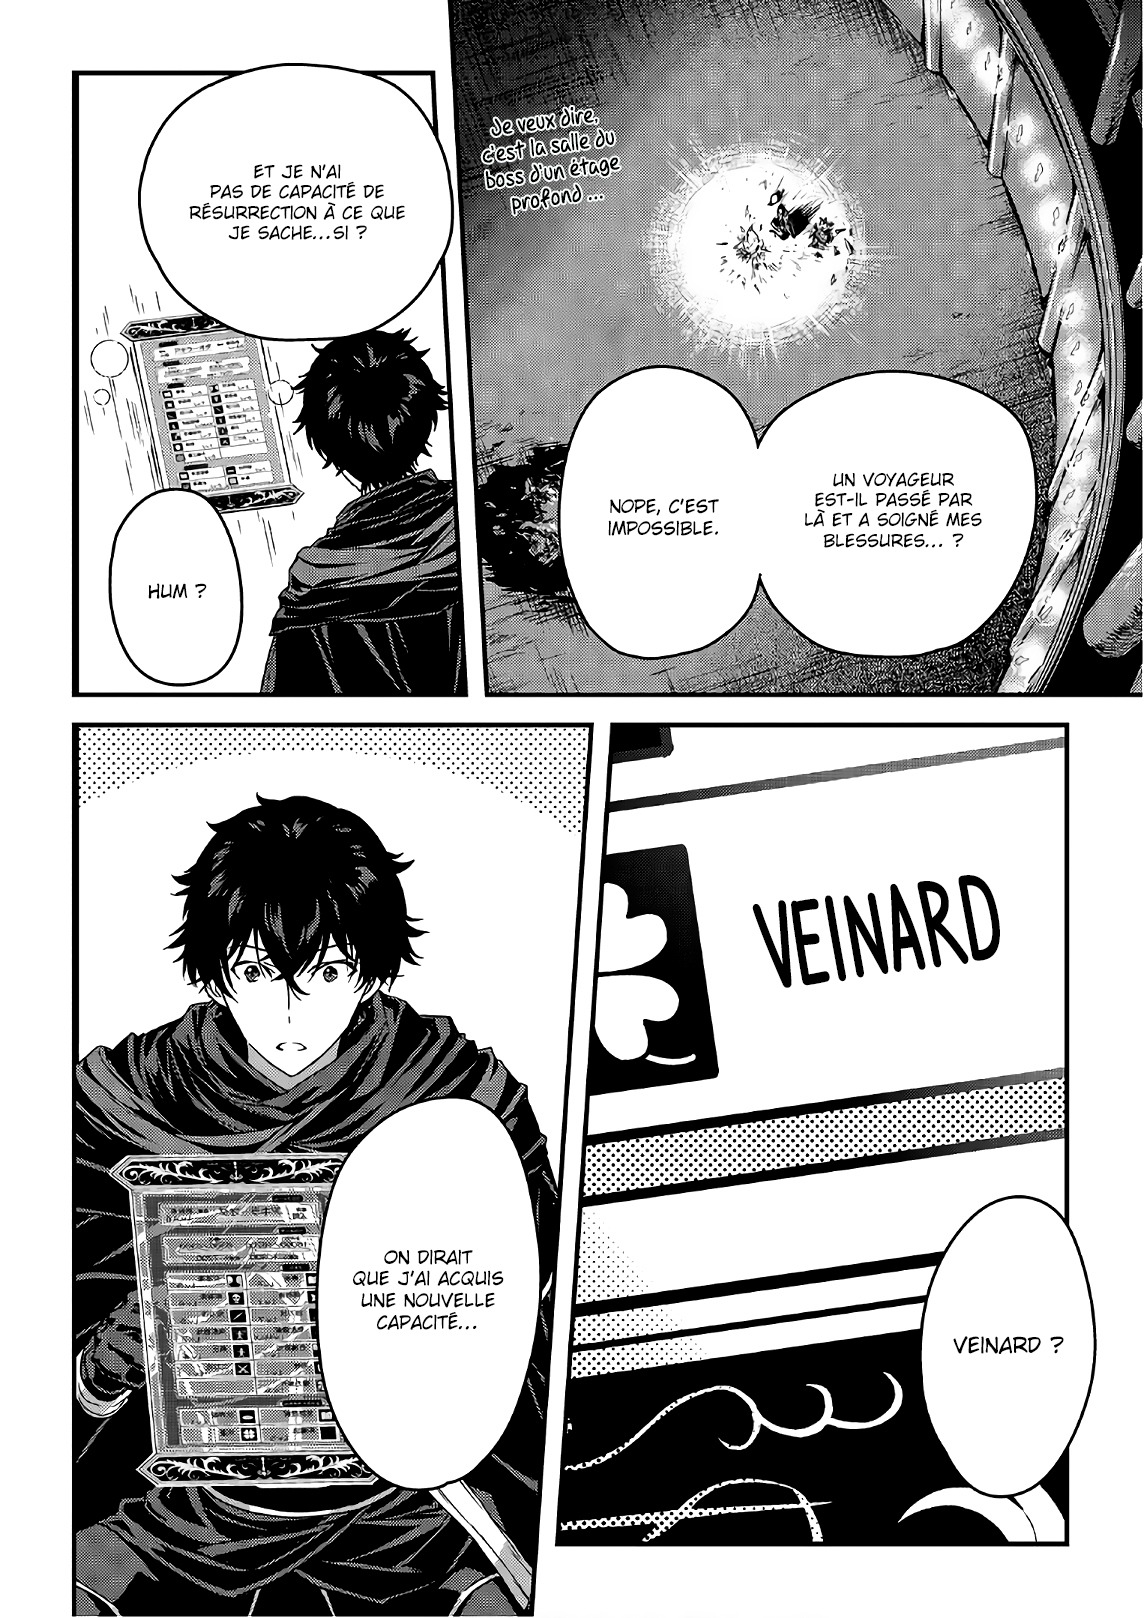 UN VOYAGEUR
EST-IL PASSÉ PAR
LÀ ET A SOIGNÉ MES
BLESSURES... ?
NOPE, C'EST
IMPOSSIBLE.
Je veux dire,
c'est la salle du
boss d'un étage
profond ...
ET JE N'AI
PAS DE CAPACITÉ DE
RÉSURRECTION À CE QUE
JE SACHE...SI ?
HUM ?
VEINARD
VEINARD ?
ON DIRAIT
QUE J'AI ACQUIS
UNE NOUVELLE
CAPACITÉ...